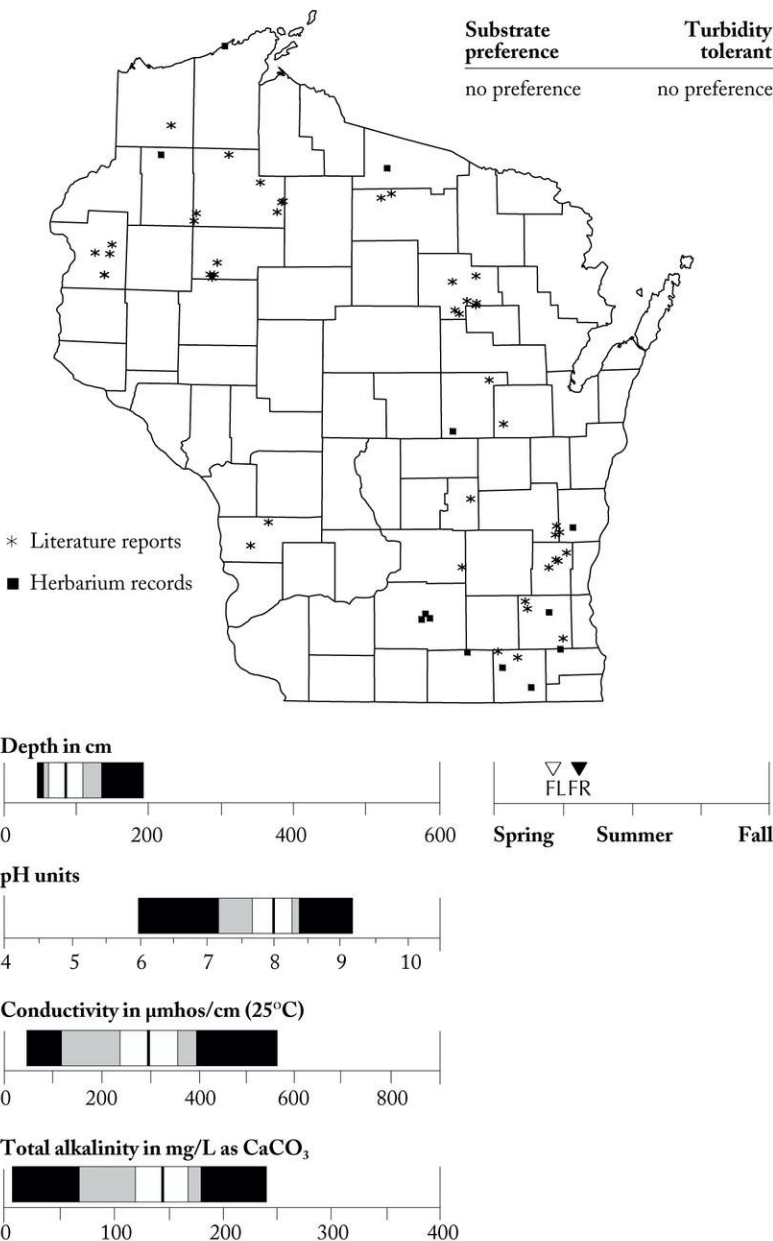 Substrate preference
Turbidity tolerant
no preference
no preference
* Literature reports
■ Herbarium records
Depth in cm
0 200 400 600
FL FR
Spring Summer Fall
pH units
4 5 6 7 8 9 10
Conductivity in µmhos/cm (25°C)
0 200 400 600 800
Total alkalinity in mg/L as CaCO₃
0 100 200 300 400